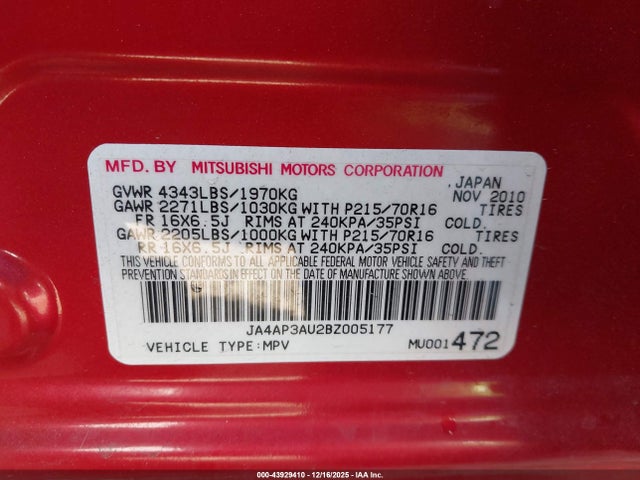 MFD. BY MITSUBISHI MOTORS CORPORATION
JAPAN
GVWR 4343LBS/1970KG NOV 2010
GAWR 2271LBS/1030KG WITH P215/70R16 TIRES
FR 16X6.5J RIMS AT 240KPA/35PSI COLD.
GAWR 2205LBS/1000KG WITH P215/70R16 TIRES
RR 16X6.5J RIMS AT 240KPA/35PSI COLD.
THIS VEHICLE CONFORMS TO ALL APPLICABLE FEDERAL MOTOR VEHICLE SAFETY AND THEFT
PREVENTION STANDARDS IN EFFECT ON THE DATE OF MANUFACTURE SHOWN ABOVE.
JA4AP3AU2BZ005177
VEHICLE TYPE:MPV MU001472
000-43929410 - 12/16/2025 - IAA Inc.